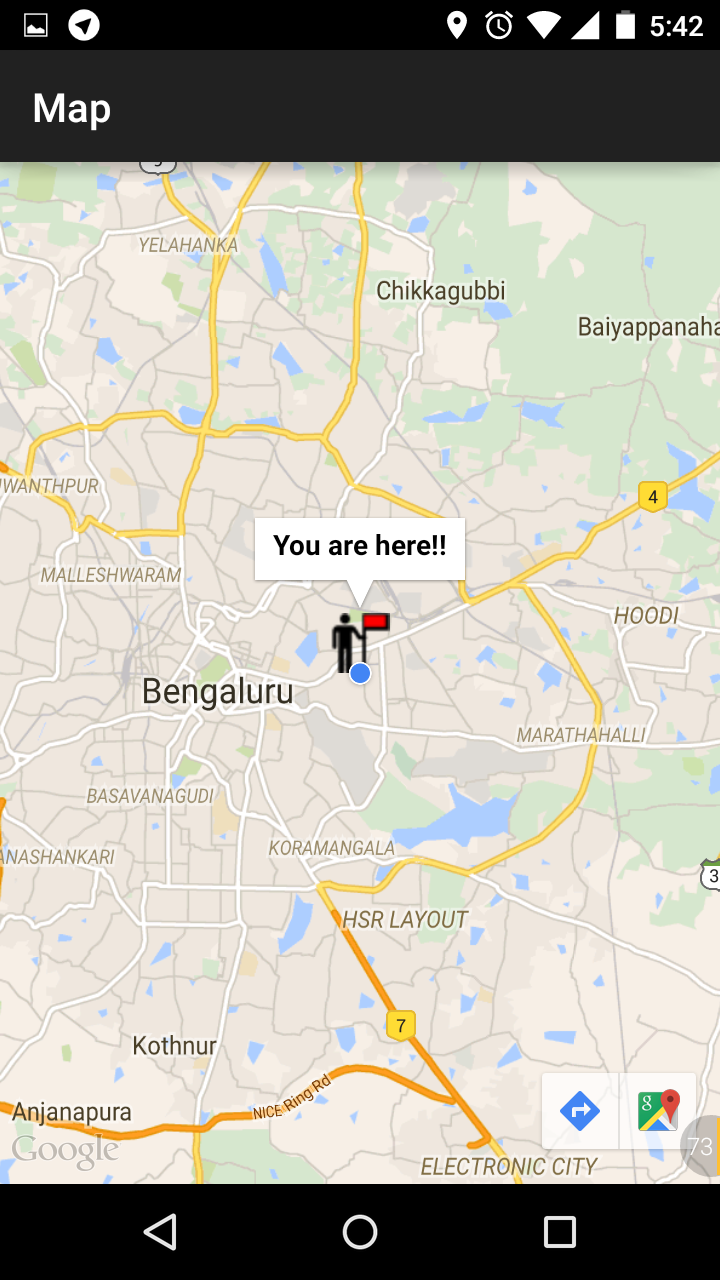 5:42
Map
YELAHANKA
Chikkagubbi
Baiyappanaha
4
WANTHPUR
You are here!!
MALLESHWARAM
HOODI
Bengaluru
MARATHAHALLI
BASAVANAGUDI
KORAMANGALA
ANASHANKARI
3
HSR LAYOUT
7
Kothnur
NICE Ring Rd
Anjanapura
g
Google
73
ELECTRONIC CITY